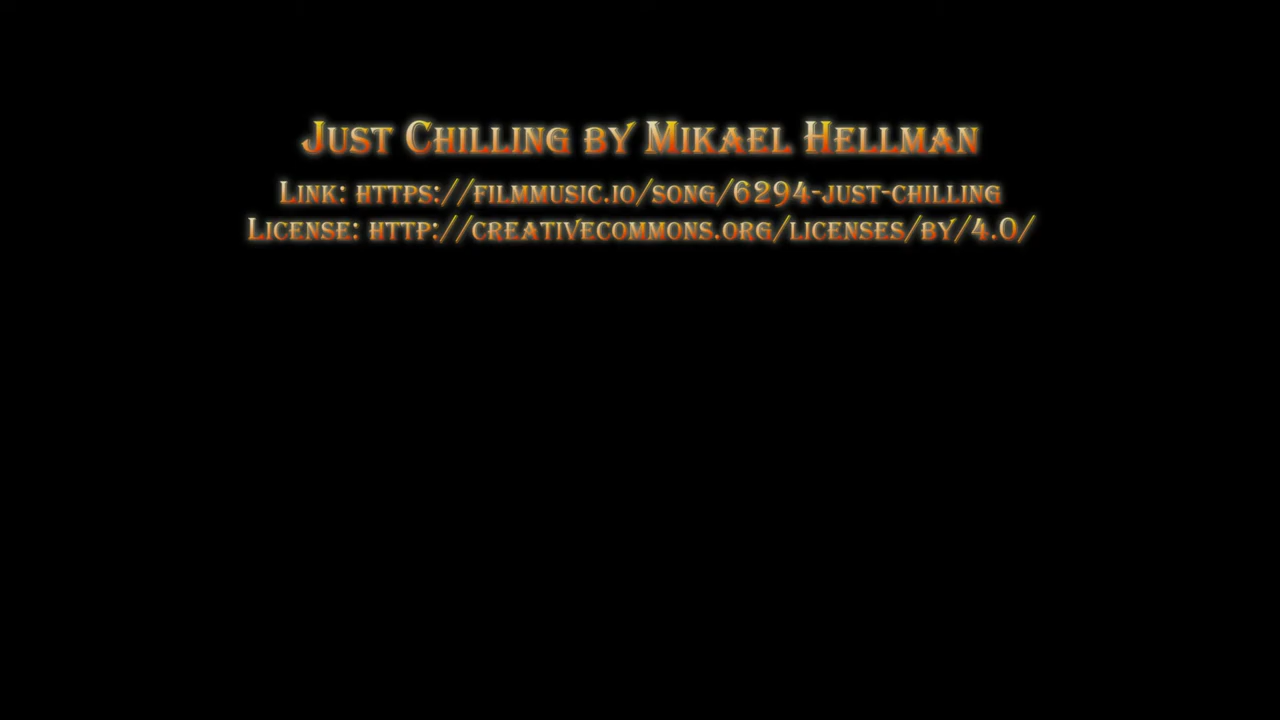 Just Chilling by Mikael Hellman
Link: https://filmmusic.io/song/6294-just-chilling
License: http://creativecommons.org/licenses/by/4.0/